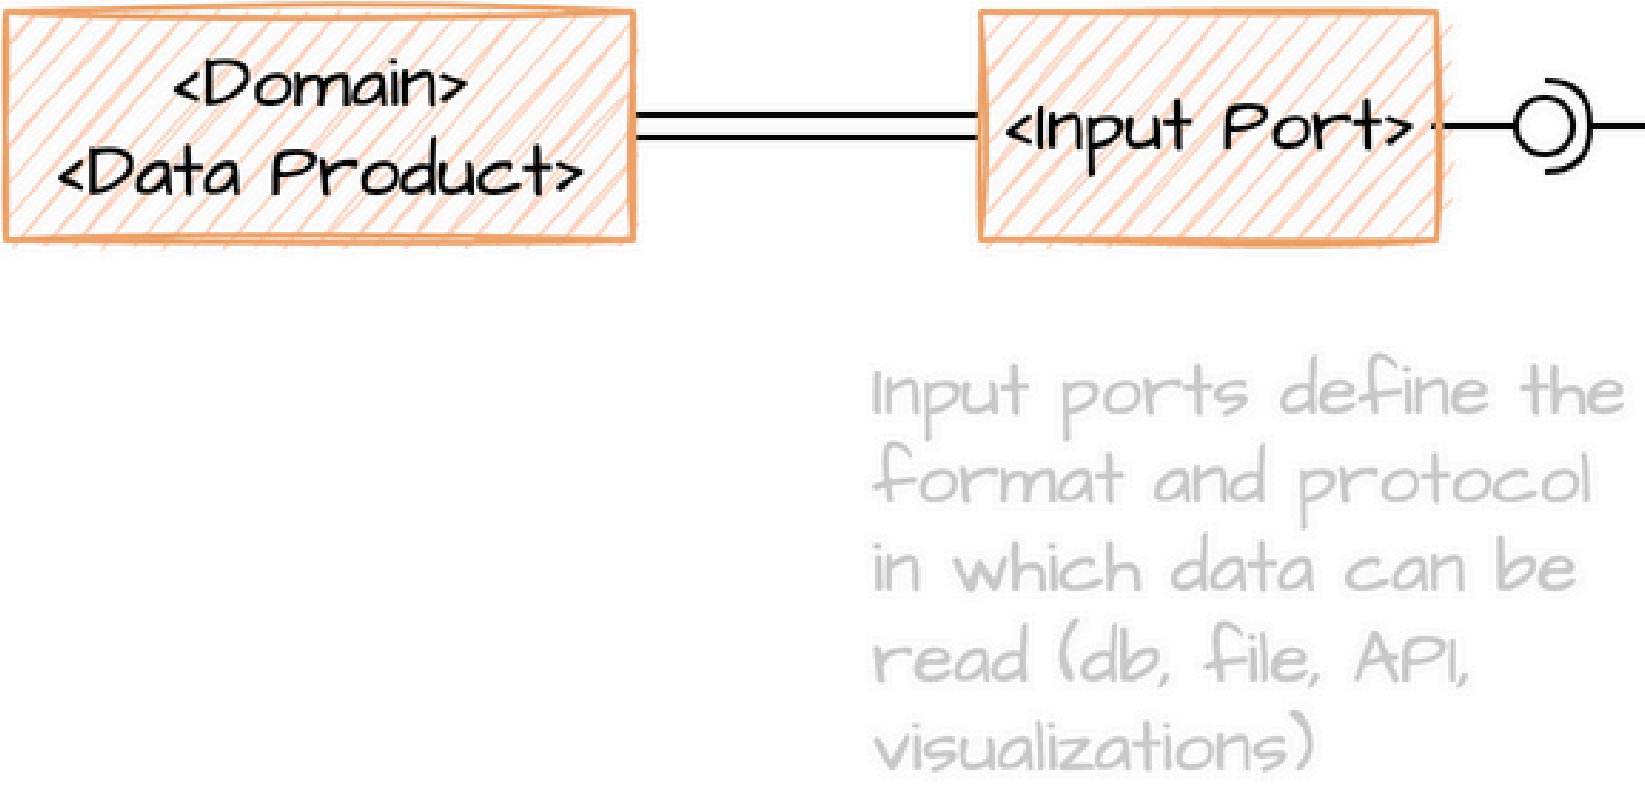 <Domain>
<Data Product>
<Input Port>
Input ports define the
format and protocol
in which data can be
read (db, file, API,
visualizations)